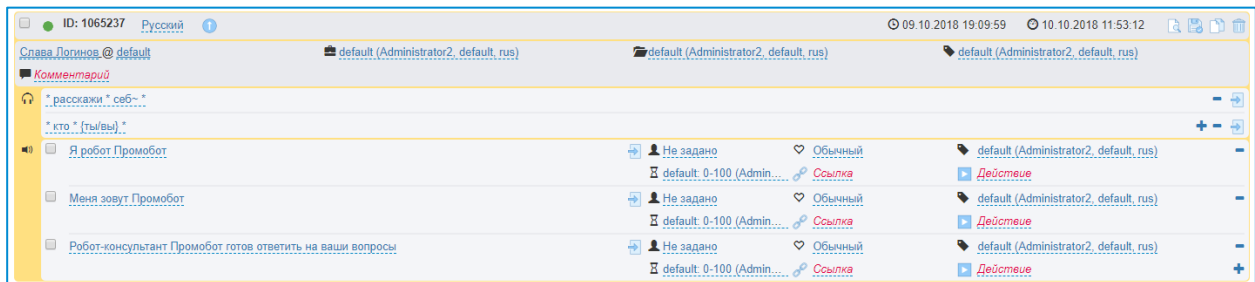 ID: 1065237 Русский 09.10.2018 19:09:59 10.10.2018 11:53:12
Слава Логинов @ default default (Administrator2, default, rus) default (Administrator2, default, rus) default (Administrator2, default, rus)
Комментарий
* расскажи * себ~ *
* кто * {ты/вы} *
Я робот Промобот Не задано Обычный default (Administrator2, default, rus)
default: 0-100 (Admin... Ссылка Действие
Меня зовут Промобот Не задано Обычный default (Administrator2, default, rus)
default: 0-100 (Admin... Ссылка Действие
Робот-консультант Промобот готов ответить на ваши вопросы Не задано Обычный default (Administrator2, default, rus)
default: 0-100 (Admin... Ссылка Действие